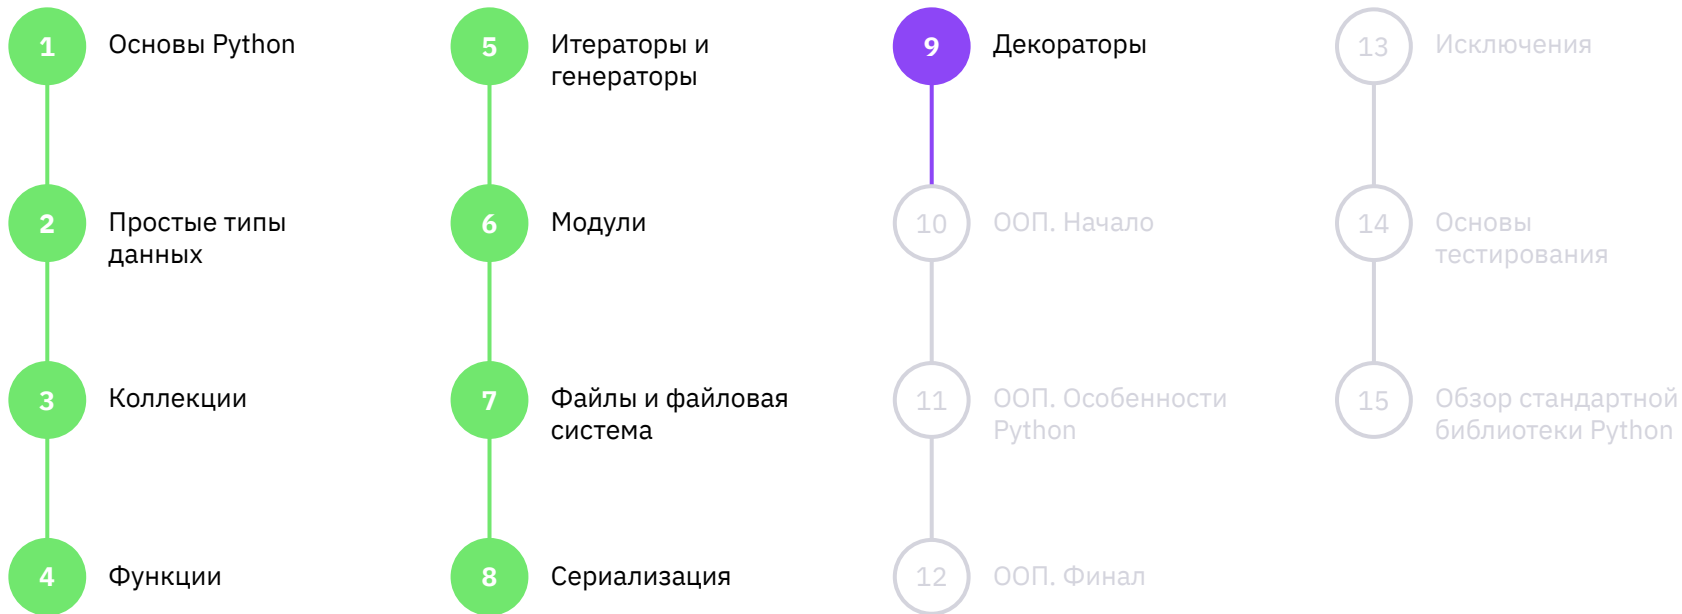 1
Основы Python
2
Простые типы
данных
3
Коллекции
4
Функции
5
Итераторы и
генераторы
6
Модули
7
Файлы и файловая
система
8
Сериализация
9
Декораторы
10
ООП. Начало
11
ООП. Особенности
Python
12
ООП. Финал
13
Исключения
14
Основы
тестирования
15
Обзор стандартной
библиотеки Python